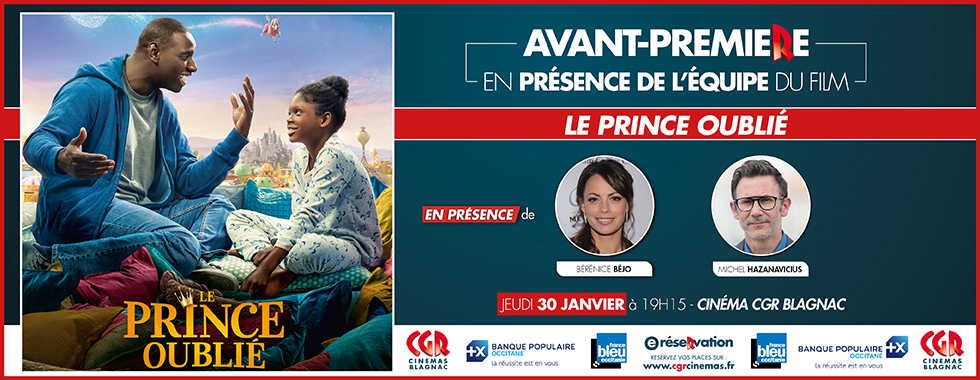 AVANT-PREMIERE
EN PRÉSENCE DE L'ÉQUIPE DU FILM
LE PRINCE OUBLIÉ
EN PRÉSENCE de
BÉRÉNICE BÉJO
MICHEL HAZANAVICIUS
JEUDI 30 JANVIER à 19H15 - CINÉMA CGR BLAGNAC
LE
PRINCE
OUBLIÉ
CGR
CINEMAS
BLAGNAC
BANQUE POPULAIRE
OCCITANE
la réussite est en vous
france
bleu
occitanie
e réservation
RESERVEZ VOS PLACES SUR :
www.cgrcinemas.fr
france
bleu
occitanie
BANQUE POPULAIRE
OCCITANE
la réussite est en vous
CGR
CINEMAS
BLAGNAC